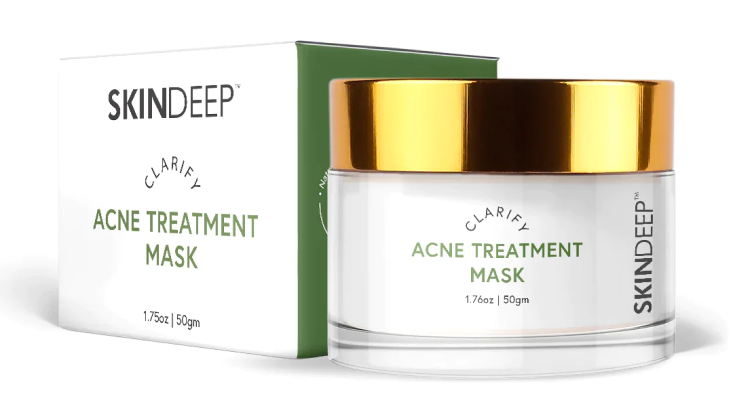 SKINDEEP™
CLARIFY
ACNE TREATMENT
MASK
1.75oz | 50gm
CLARIFY
ACNE TREATMENT
MASK
1.76oz | 50gm
SKINDEEP™